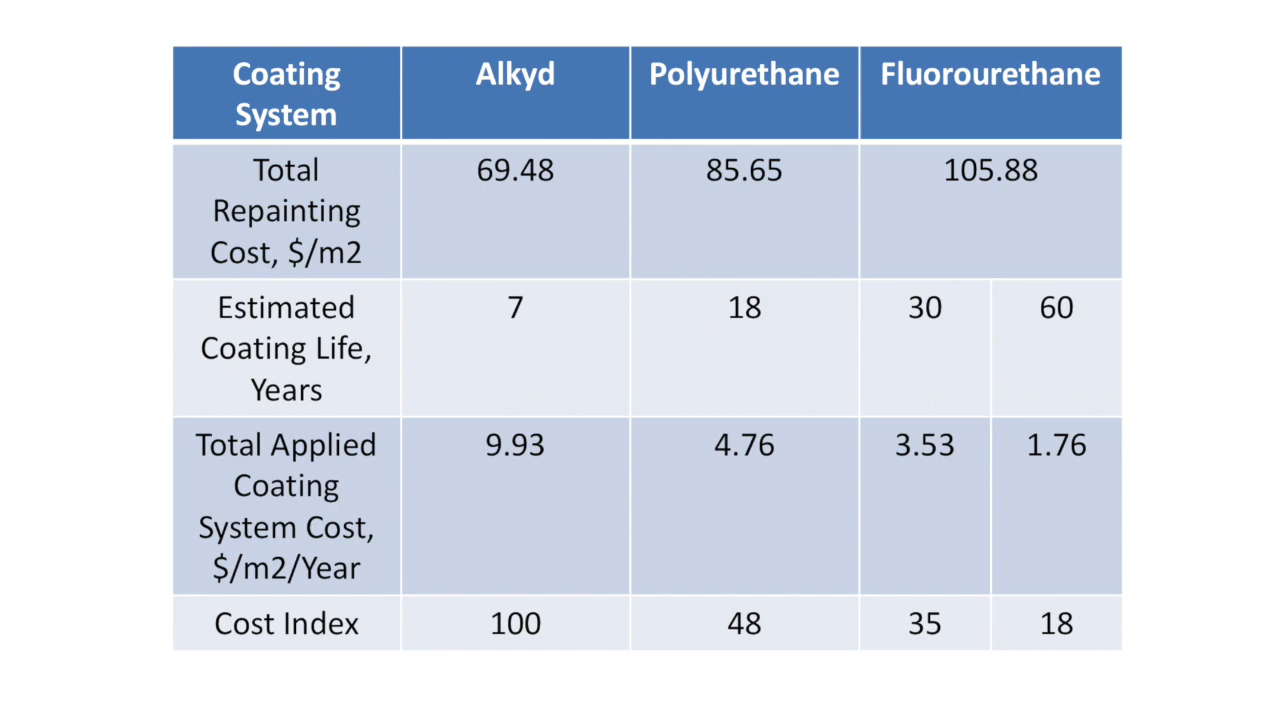 Coating System Alkyd Polyurethane Fluorourethane
Total Repainting Cost, $/m2 69.48 85.65 105.88
Estimated Coating Life, Years 7 18 30 60
Total Applied Coating System Cost, $/m2/Year 9.93 4.76 3.53 1.76
Cost Index 100 48 35 18